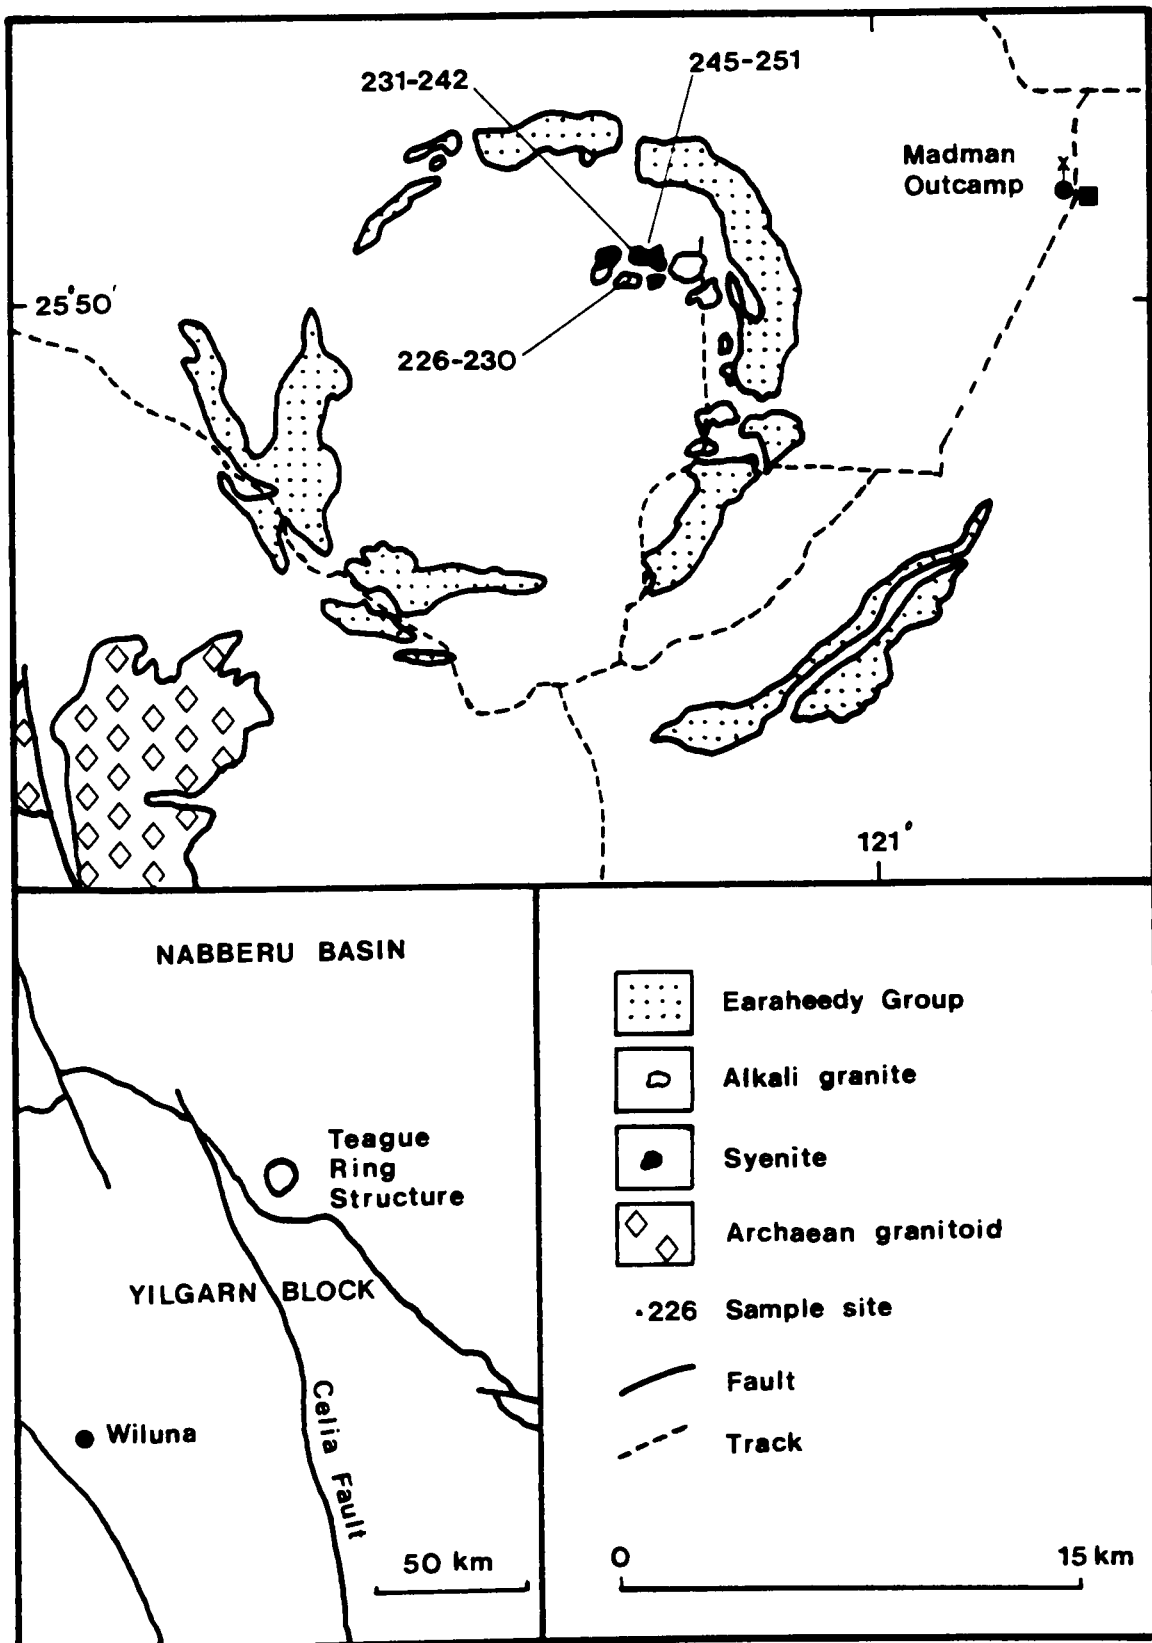 245-251
231-242
Madman
Outcamp
x
25°50'
226-230
121°
NABBERU BASIN
Earaheedy Group
Alkali granite
Teague
Ring
Structure
Syenite
Archaean granitoid
YILGARN BLOCK
.226 Sample site
Fault
Celia Fault
Wiluna
Track
50 km
0 15 km